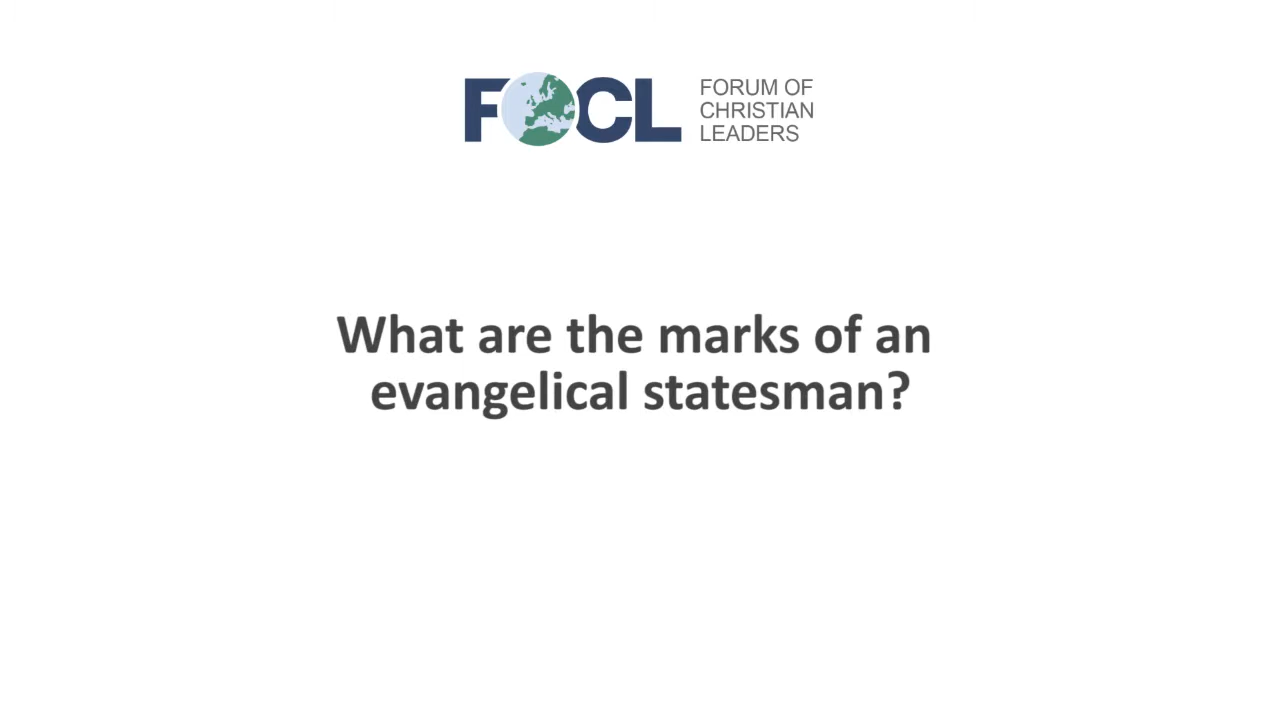 FOCL
FORUM OF
CHRISTIAN
LEADERS
What are the marks of an
evangelical statesman?